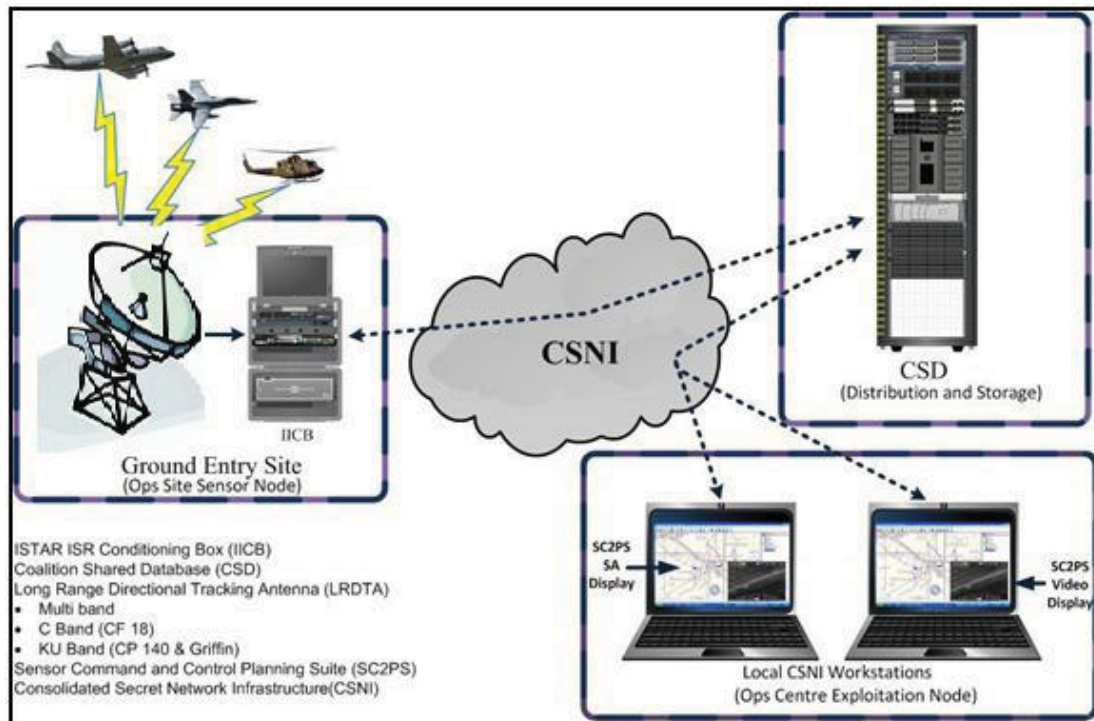 CSNI
CSD
(Distribution and Storage)
IICB
Ground Entry Site
(Ops Site Sensor Node)
SC2PS
SA
Display
SC2PS
Video
Display
Local CSNI Workstations
(Ops Centre Exploitation Node)
ISTAR ISR Conditioning Box (IICB)
Coalition Shared Database (CSD)
Long Range Directional Tracking Antenna (LRDTA)
• Multi band
• C Band (CF 18)
• KU Band (CP 140 & Griffin)
Sensor Command and Control Planning Suite (SC2PS)
Consolidated Secret Network Infrastructure(CSNI)